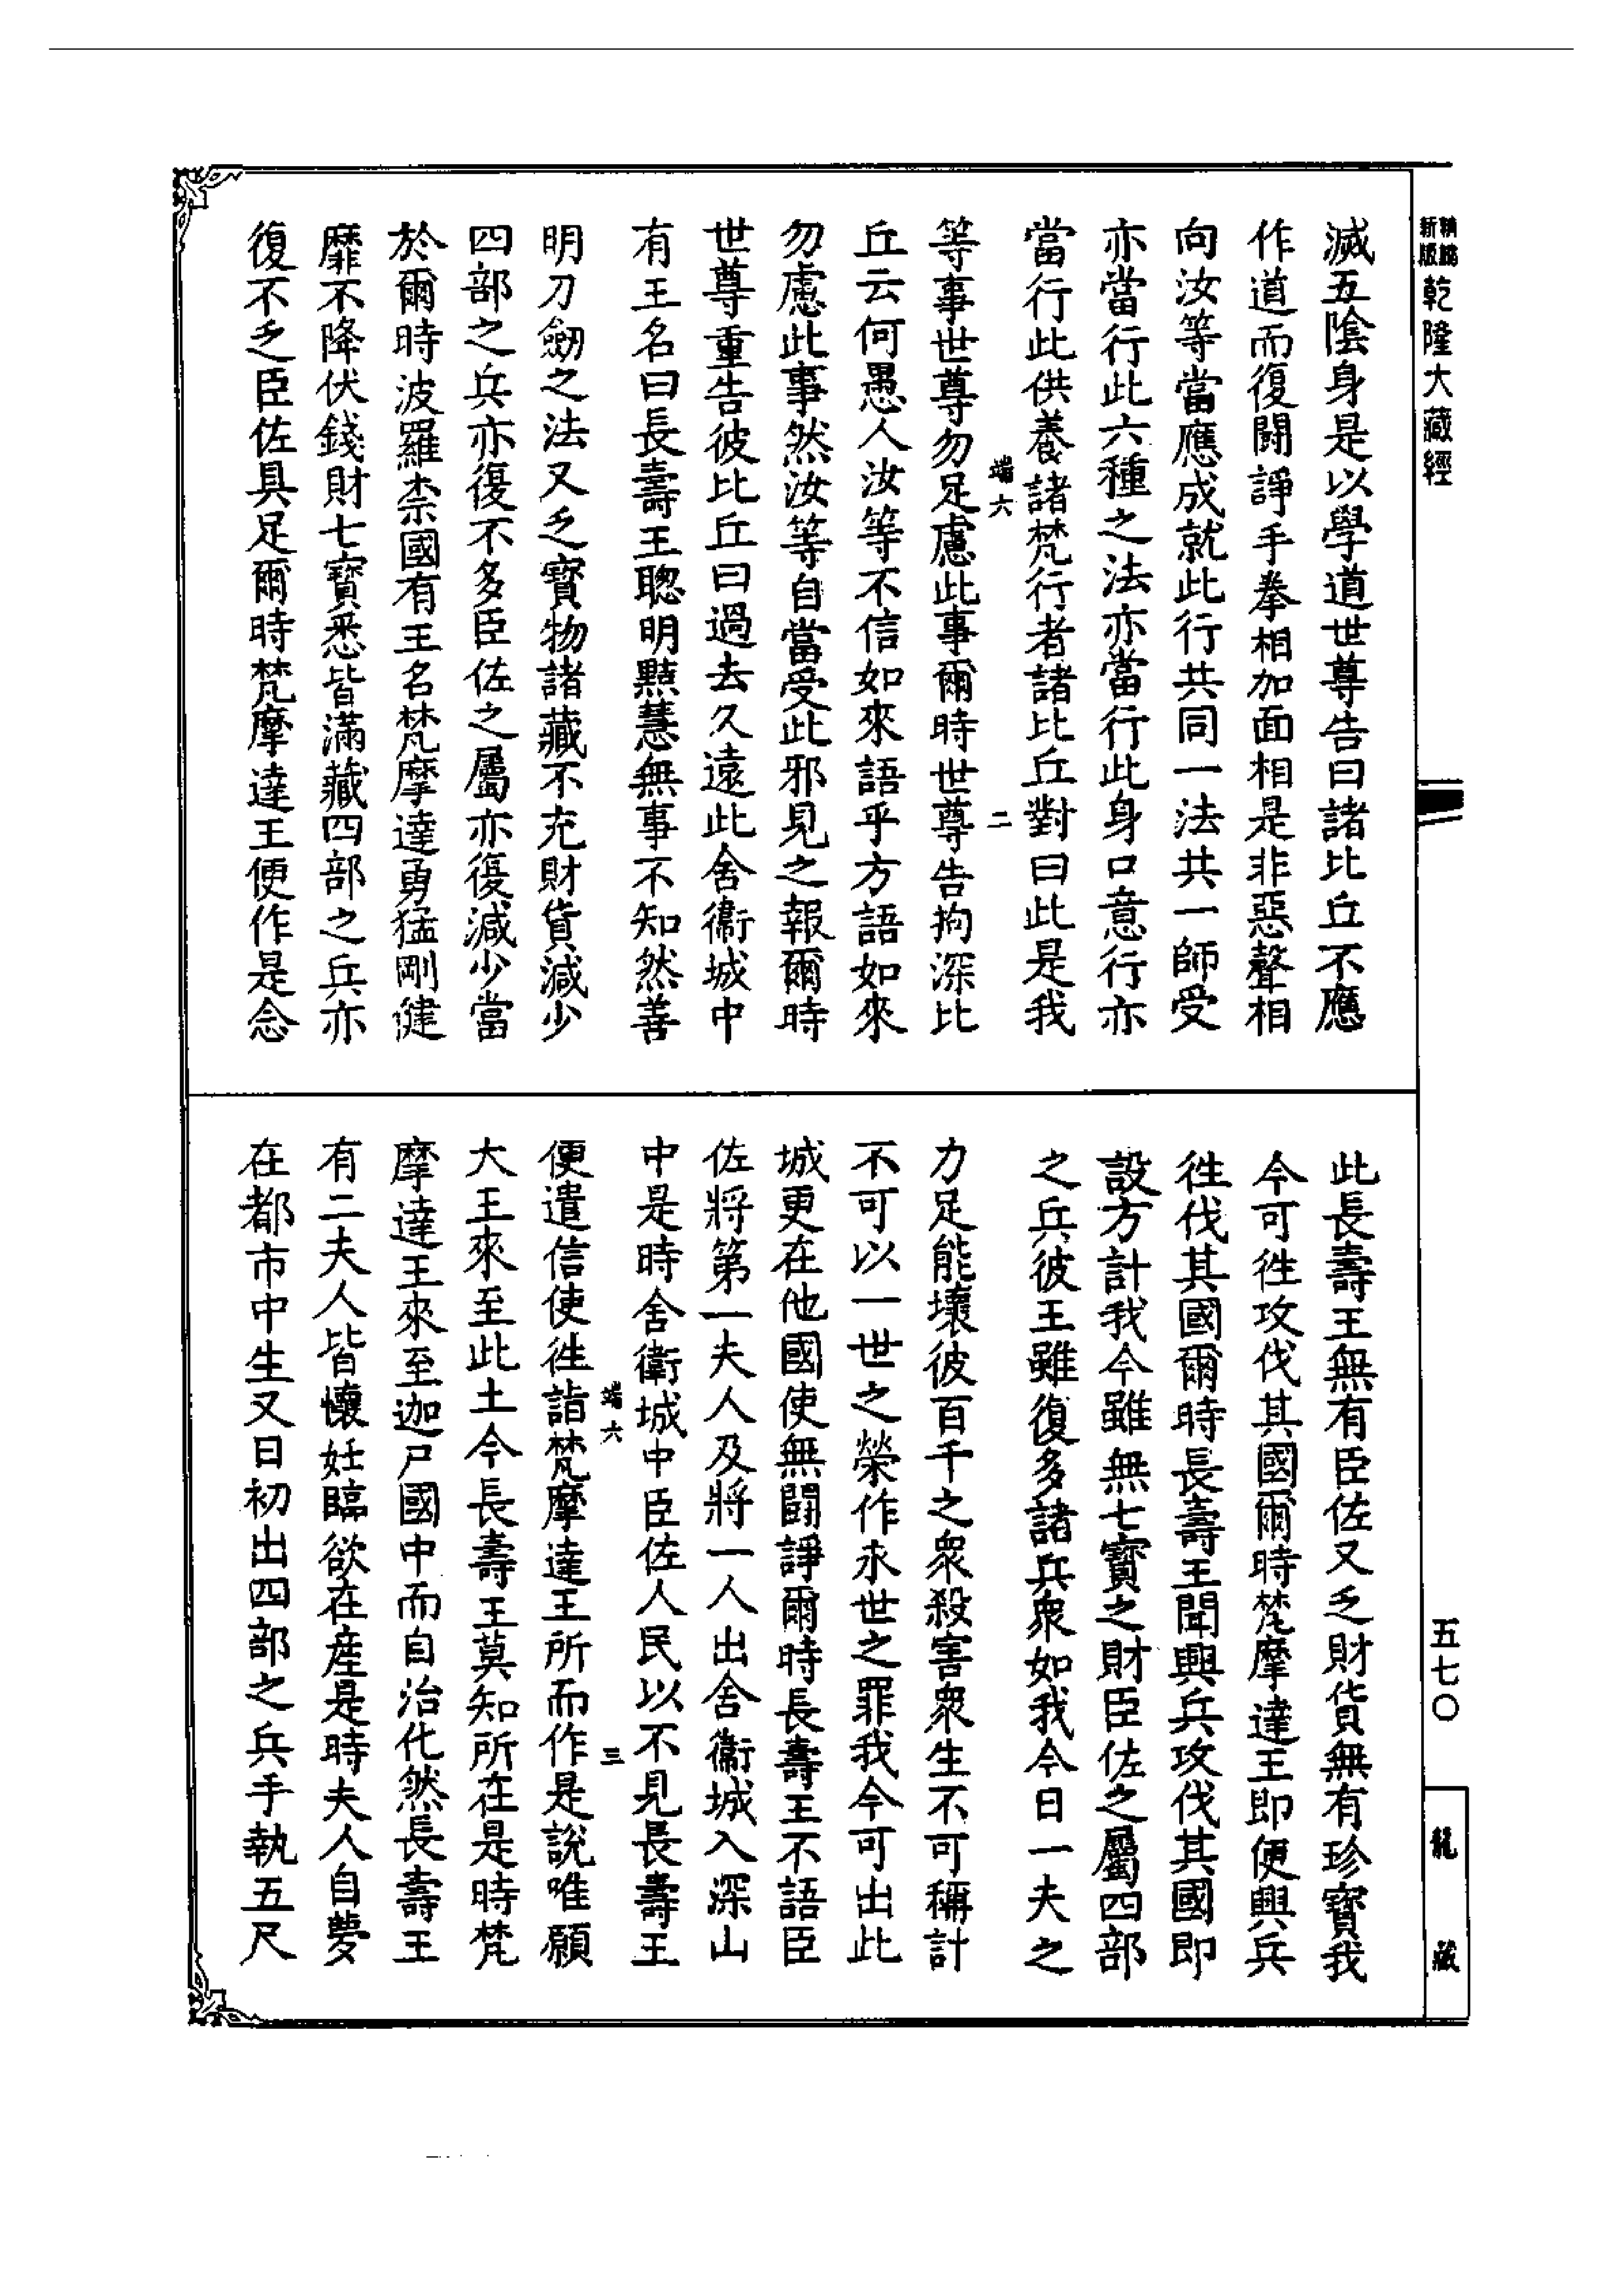 新版
乾隆大藏經
滅五陰身是以學道世尊告曰諸比丘不應
作道而復鬪諍手拳相加面相是非惡聲相
向汝等當應成就此行共同一法共一師受
亦當行此六種之法亦當行此身口意行亦
當行此供養諸梵行者諸比丘對曰此是我
端六
二
等事世尊勿足慮此事爾時世尊告拘深比
丘云何愚人汝等不信如來語乎方語如來
勿慮此事然汝等自當受此邪見之報爾時
世尊重告彼比丘曰過去久遠此舍衞城中
有王名曰長壽王聰明黠慧無事不知然善
明刀劒之法又乏寶物諸藏不充財貨減少
四部之兵亦復不多臣佐之屬亦復減少當
於爾時波羅柰國有王名梵摩達勇猛剛健
靡不降伏錢財七寶悉皆滿藏四部之兵亦
復不乏臣佐具足爾時梵摩達王便作是念
此長壽王無有臣佐又乏財貨無有珍寶我
今可徃攻伐其國爾時梵摩達王即便興兵
徃伐其國爾時長壽王聞興兵攻伐其國即
設方計我今雖無七寶之財臣佐之屬四部
之兵彼王雖復多諸兵衆如我今日一夫之
力足能壞彼百千之衆殺害衆生不可稱計
不可以一世之榮作永世之罪我今可出此
城更在他國使無鬪諍爾時長壽王不語臣
佐將第一夫人及將一人出舍衞城入深山
中是時舍衞城中臣佐人民以不見長壽王
端六
三
便遣信使徃詣梵摩達王所而作是說唯願
大王來至此土今長壽王莫知所在是時梵
摩達王來至迦尸國中而自治化然長壽王
有二夫人皆懷妊臨欲在產是時夫人自夢
在都市中生又日初出四部之兵手執五尺
五七〇
龍藏